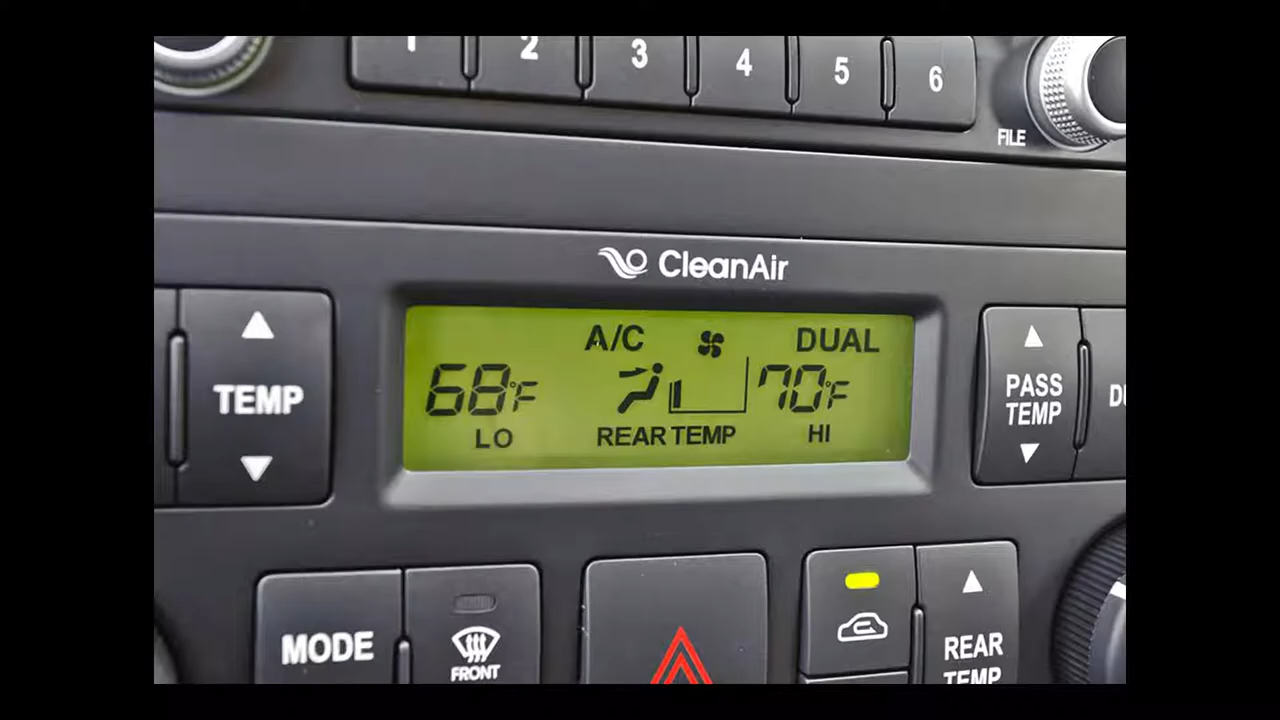 1 2 3 4 5 6
FILE
CleanAir
A/C DUAL
TEMP 68°F 70°F PASS TEMP
LO REAR TEMP HI
MODE FRONT REAR TEMP